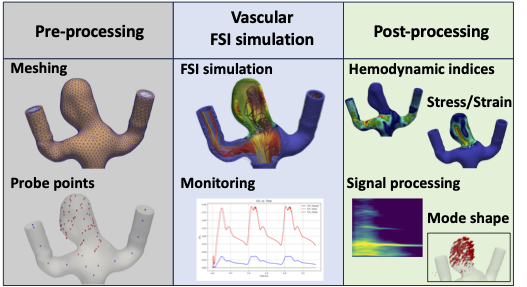 Pre-processing
Vascular
FSI simulation
Post-processing
Meshing
FSI simulation
Hemodynamic indices
Stress/Strain
Probe points
Monitoring
Signal processing
Mode shape